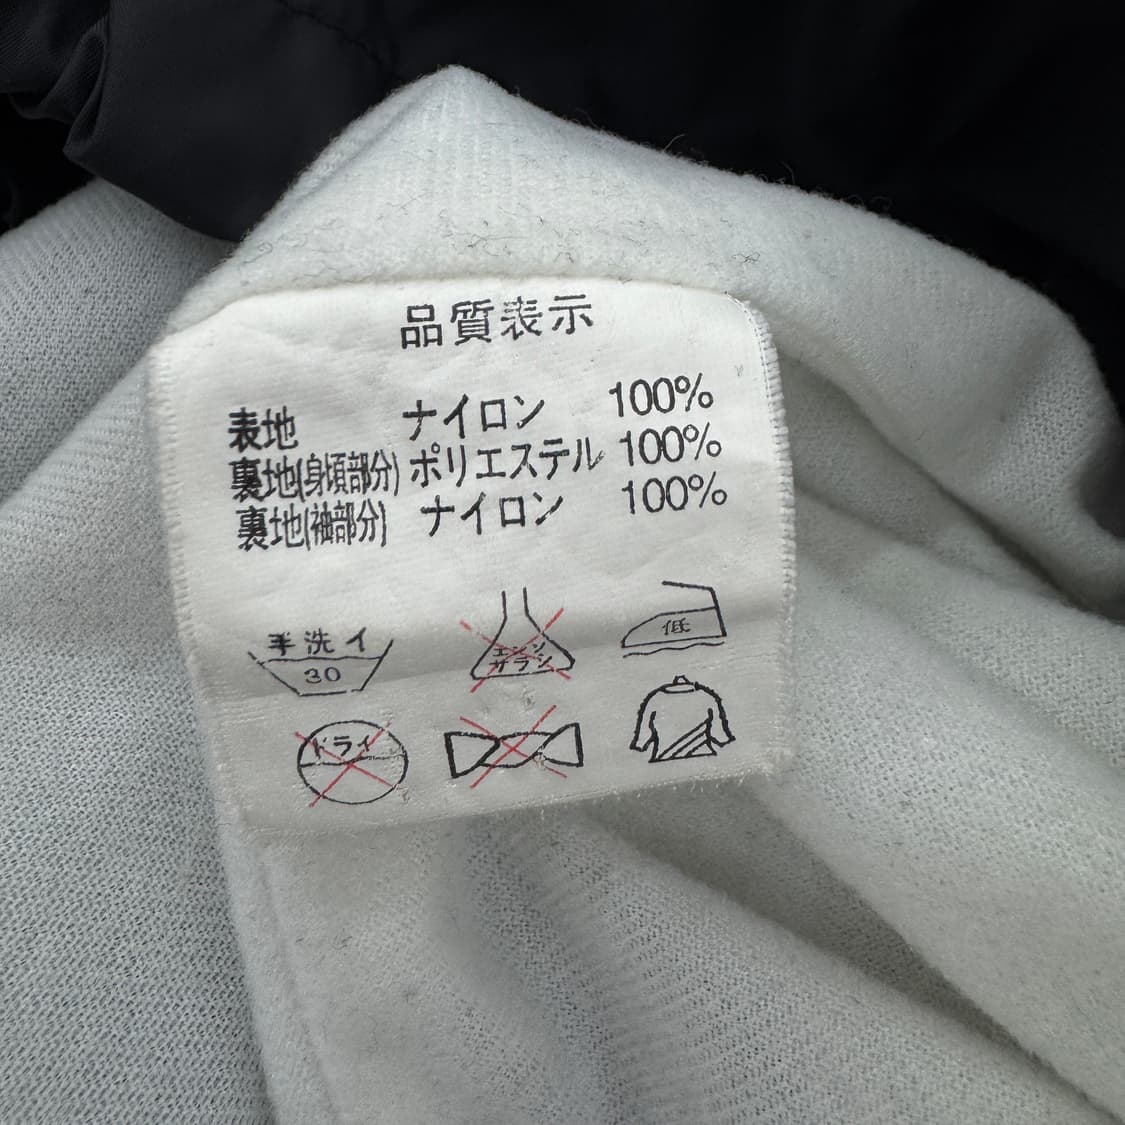 品質表示
表地 ナイロン 100%
裏地(身頃部分) ポリエステル 100%
裏地(袖部分) ナイロン 100%
手洗イ
30
エンソ
サラシ
低
ドライ